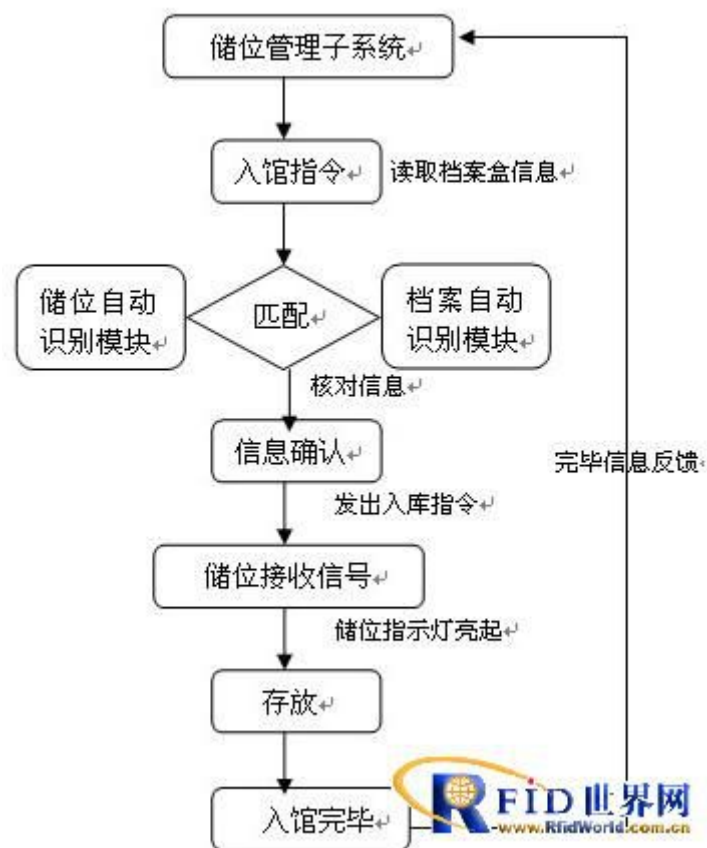 储位管理子系统
入馆指令
读取档案盒信息
储位自动
识别模块
匹配
档案自动
识别模块
核对信息
信息确认
完毕信息反馈
发出入库指令
储位接收信号
储位指示灯亮起
存放
入馆完毕
RFID世界网
www.RfidWorld.com.cn